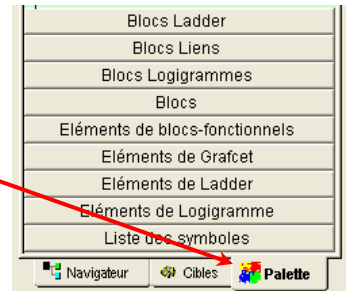 Blocs Ladder
Blocs Liens
Blocs Logigrammes
Blocs
Eléments de blocs-fonctionnels
Eléments de Grafcet
Eléments de Ladder
Eléments de Logigramme
Liste des symboles
Navigateur Cibles Palette